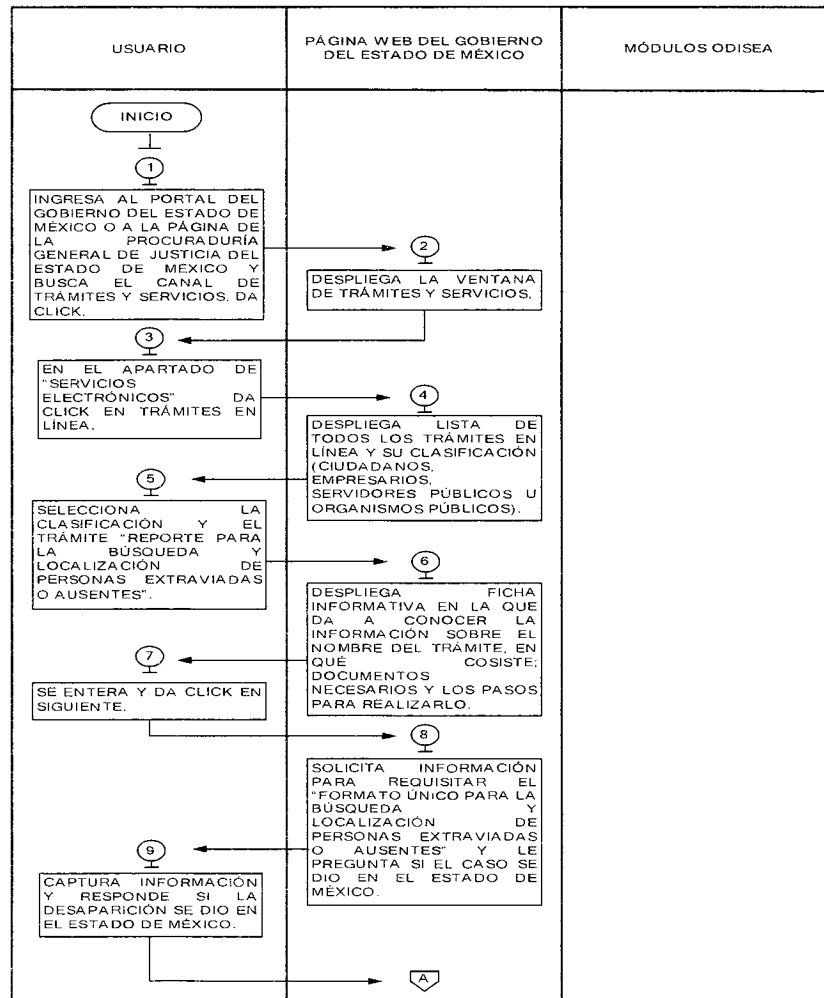 USUARIO
PÁGINA WEB DEL GOBIERNO
DEL ESTADO DE MÉXICO
MÓDULOS ODISEA
INICIO
1
INGRESA AL PORTAL DEL
GOBIERNO DEL ESTADO DE
MÉXICO O A LA PÁGINA DE
LA PROCURADURÍA
GENERAL DE JUSTICIA DEL
ESTADO DE MÉXICO Y
BUSCA EL CANAL DE
TRÁMITES Y SERVICIOS. DA
CLICK.
2
DESPLIEGA LA VENTANA
DE TRÁMITES Y SERVICIOS,
3
EN EL APARTADO DE
"SERVICIOS
ELECTRÓNICOS" DA
CLICK EN TRÁMITES EN
LÍNEA.
4
DESPLIEGA LISTA DE
TODOS LOS TRÁMITES EN
LÍNEA Y SU CLASIFICACIÓN
(CIUDADANOS,
EMPRESARIOS,
SERVIDORES PÚBLICOS U
ORGANISMOS PÚBLICOS).
5
SELECCIONA LA
CLASIFICACIÓN Y EL
TRÁMITE "REPORTE PARA
LA BÚSQUEDA Y
LOCALIZACIÓN DE
PERSONAS EXTRAVIADAS
O AUSENTES".
6
DESPLIEGA FICHA
INFORMATIVA EN LA QUE
DA A CONOCER LA
INFORMACIÓN SOBRE EL
NOMBRE DEL TRÁMITE, EN
QUÉ COSISTE;
DOCUMENTOS
NECESARIOS Y LOS PASOS
PARA REALIZARLO.
7
SE ENTERA Y DA CLICK EN
SIGUIENTE.
8
SOLICITA INFORMACIÓN
PARA REQUISITAR EL
"FORMATO ÚNICO PARA LA
BÚSQUEDA Y
LOCALIZACIÓN DE
PERSONAS EXTRAVIADAS
O AUSENTES" Y LE
PREGUNTA SI EL CASO SE
DIO EN EL ESTADO DE
MÉXICO.
9
CAPTURA INFORMACIÓN
Y RESPONDE SI LA
DESAPARICIÓN SE DIO EN
EL ESTADO DE MÉXICO.
A